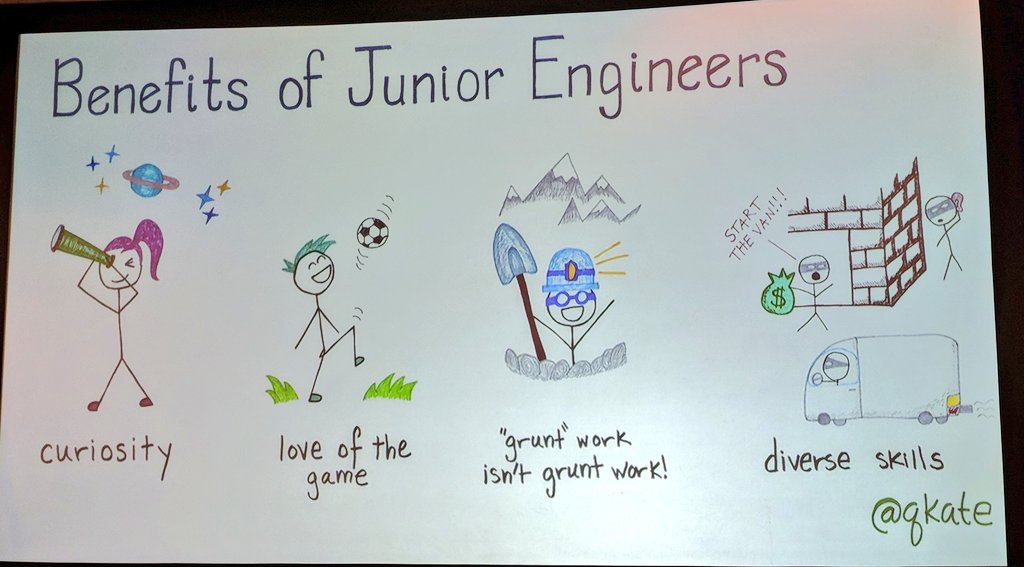 Benefits of Junior Engineers
curiosity
love of the
game
"grunt" work
isn't grunt work!
START
THE VAN!!!
$
diverse skills
@qkate